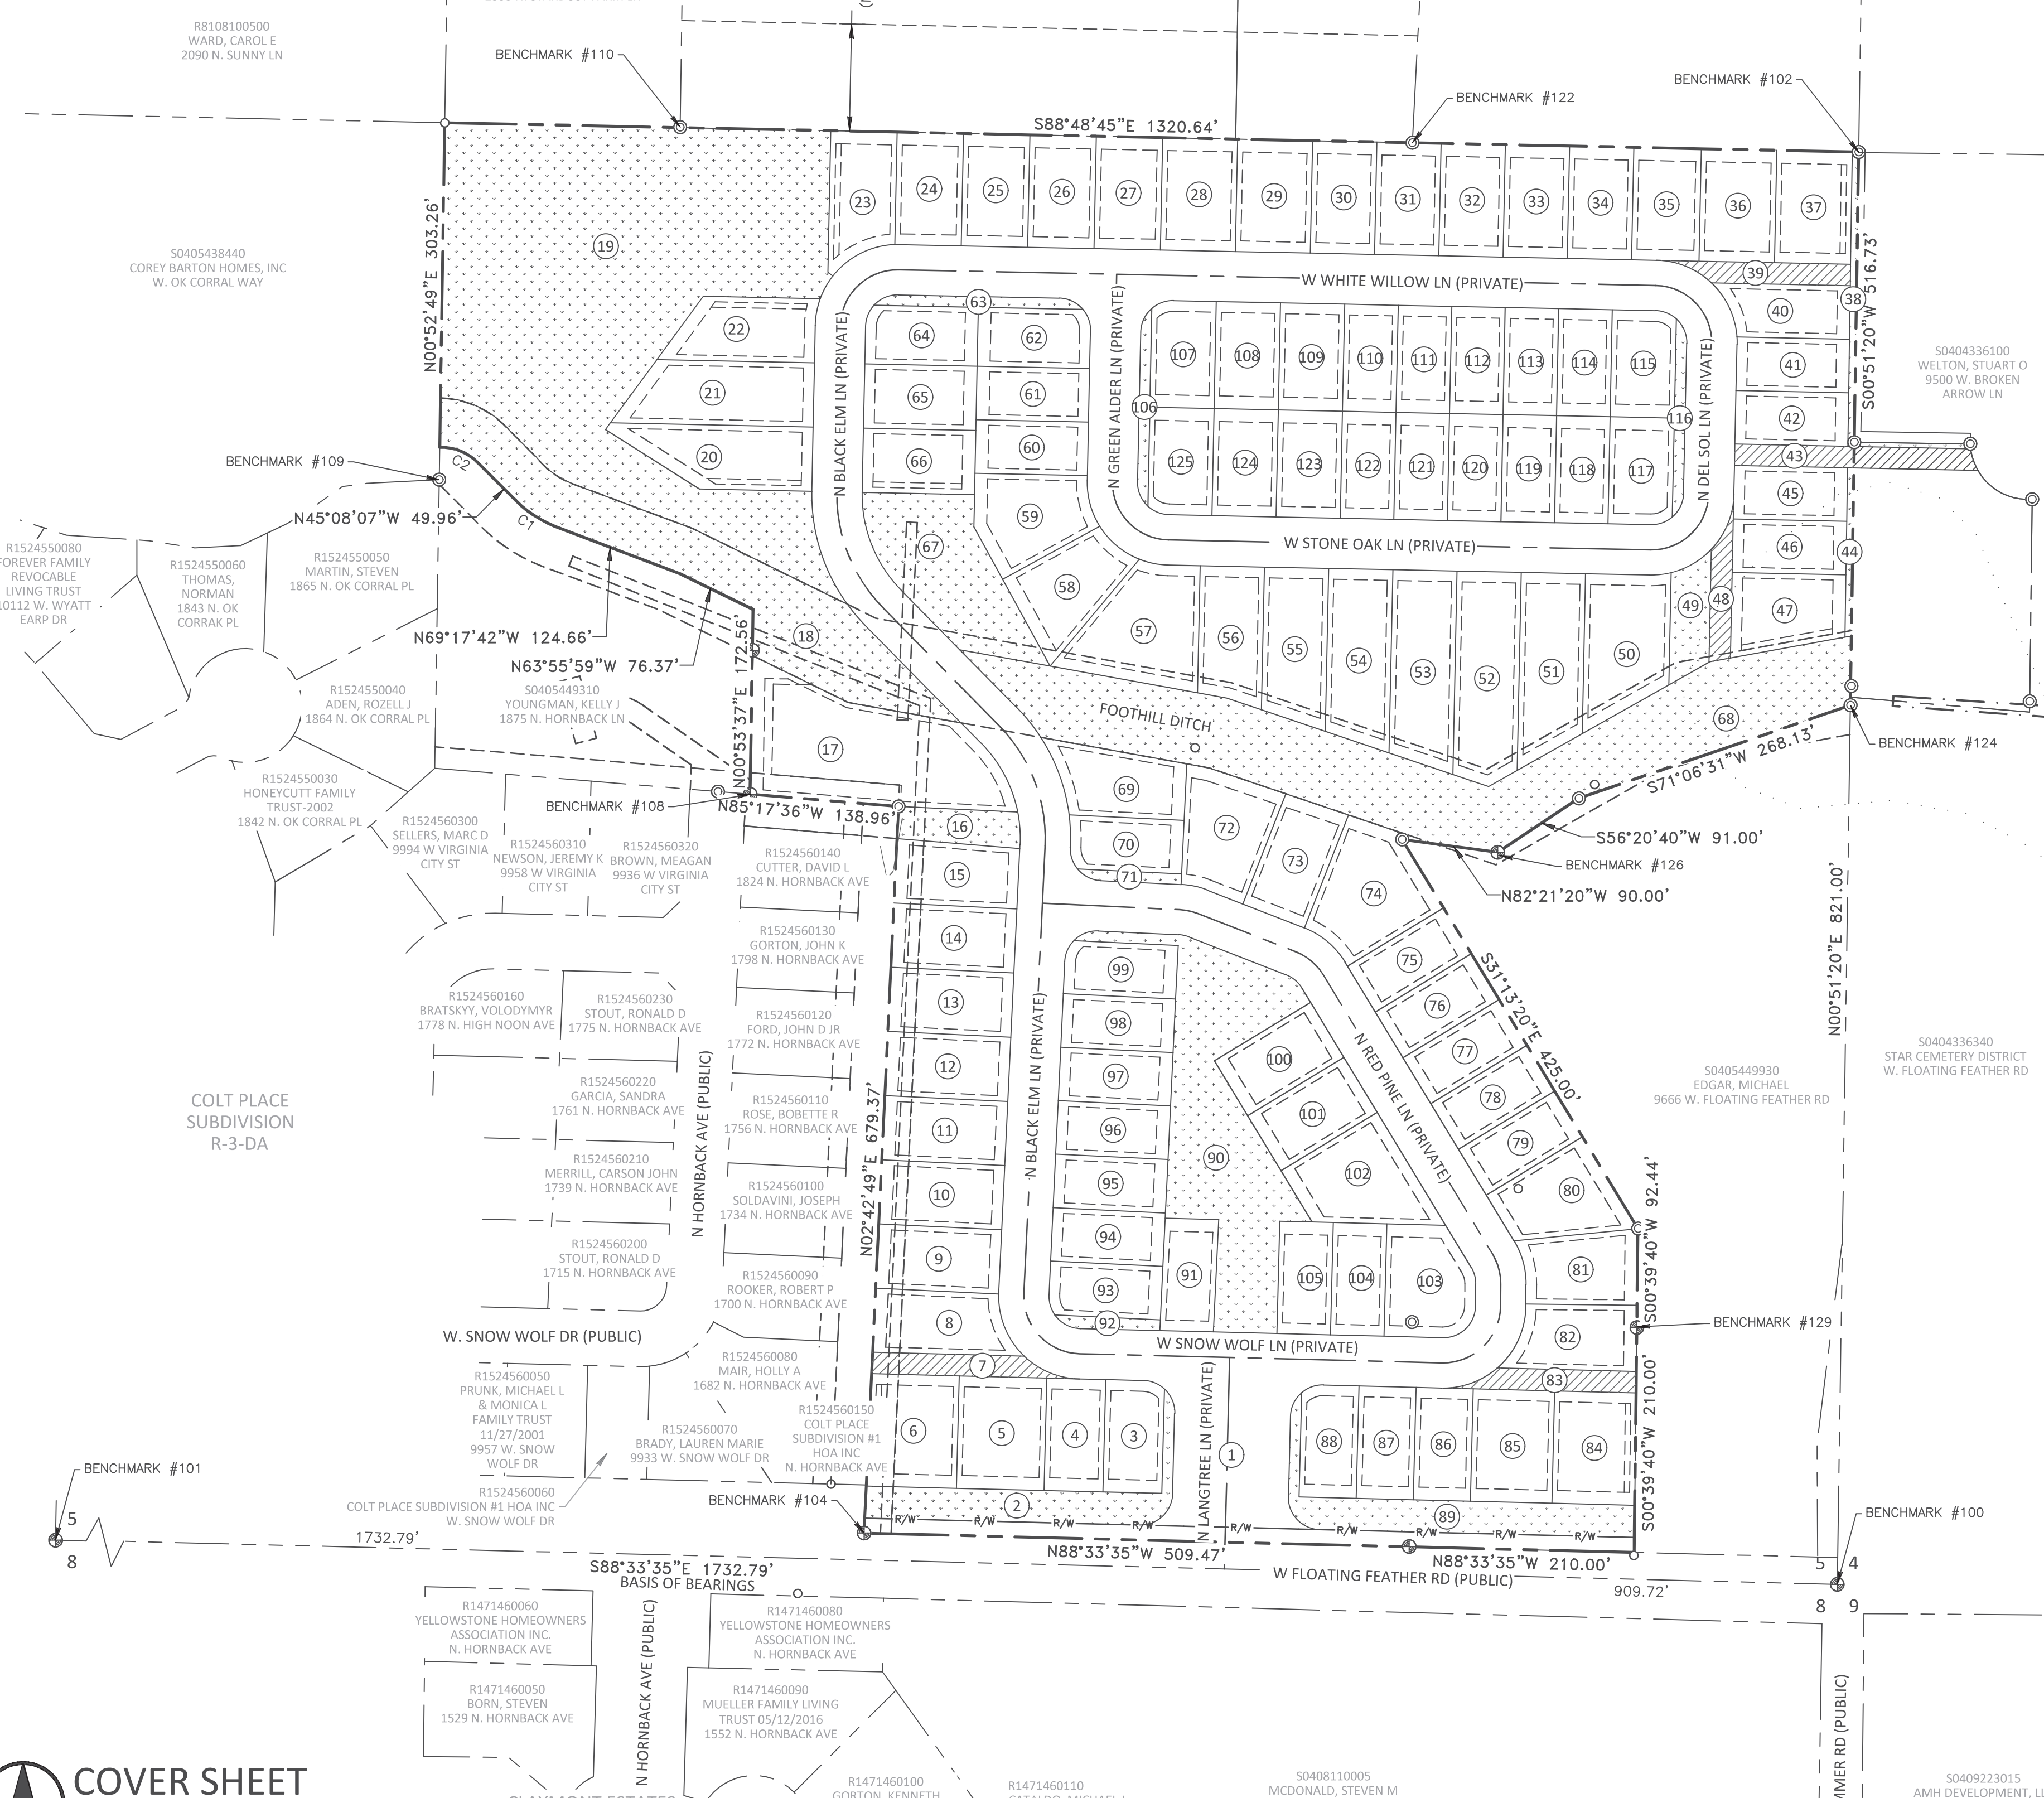 R8108100500
WARD, CAROL E
2090 N. SUNNY LN
BENCHMARK #110
BENCHMARK #122
BENCHMARK #102
S88°48'45"E 1320.64'
N00°52'49"E 303.26'
S0405438440
COREY BARTON HOMES, INC
W. OK CORRAL WAY
19
23
24
25
26
27
28
29
30
31
32
33
34
35
36
37
W WHITE WILLOW LN (PRIVATE)
39
38
S00°51'20"W 516.73'
S0404336100
WELTON, STUART O
9500 W. BROKEN
ARROW LN
22
21
20
N BLACK ELM LN (PRIVATE)
63
64
62
65
61
66
60
59
58
67
N GREEN ALDER LN (PRIVATE)
106
107
108
109
110
111
112
113
114
115
116
125
124
123
122
121
120
119
118
117
N DEL SOL LN (PRIVATE)
40
41
42
43
45
46
44
47
48
49
W STONE OAK LN (PRIVATE)
57
56
55
54
53
52
51
50
68
BENCHMARK #109
C2
C1
N45°08'07"W 49.96'
N69°17'42"W 124.66'
N63°55'59"W 76.37'
N00°53'37"E 172.56'
18
17
FOOTHILL DITCH
S71°06'31"W 268.13'
BENCHMARK #124
S56°20'40"W 91.00'
BENCHMARK #126
N82°21'20"W 90.00'
R1524550080
FOREVER FAMILY
REVOCABLE
LIVING TRUST
10112 W. WYATT
EARP DR
R1524550060
THOMAS,
NORMAN
1843 N. OK
CORRAK PL
R1524550050
MARTIN, STEVEN
1865 N. OK CORRAL PL
R1524550040
ADEN, ROZELL J
1864 N. OK CORRAL PL
S0405449310
YOUNGMAN, KELLY J
1875 N. HORNBACK LN
R1524550030
HONEYCUTT FAMILY
TRUST-2002
1842 N. OK CORRAL PL
BENCHMARK #108
N85°17'36"W 138.96'
R1524560300
SELLERS, MARC D
9994 W VIRGINIA
CITY ST
R1524560310
NEWSON, JEREMY K
9958 W VIRGINIA
CITY ST
R1524560320
BROWN, MEAGAN
9936 W VIRGINIA
CITY ST
R1524560140
CUTTER, DAVID L
1824 N. HORNBACK AVE
R1524560130
GORTON, JOHN K
1798 N. HORNBACK AVE
R1524560160
BRATSKYY, VOLODYMYR
1778 N. HIGH NOON AVE
R1524560230
STOUT, RONALD D
1775 N. HORNBACK AVE
R1524560120
FORD, JOHN D JR
1772 N. HORNBACK AVE
R1524560220
GARCIA, SANDRA
1761 N. HORNBACK AVE
R1524560110
ROSE, BOBETTE R
1756 N. HORNBACK AVE
COLT PLACE
SUBDIVISION
R-3-DA
R1524560210
MERRILL, CARSON JOHN
1739 N. HORNBACK AVE
R1524560100
SOLDAVINI, JOSEPH
1734 N. HORNBACK AVE
R1524560200
STOUT, RONALD D
1715 N. HORNBACK AVE
R1524560090
ROOKER, ROBERT P
1700 N. HORNBACK AVE
N HORNBACK AVE (PUBLIC)
N02°42'49"E 679.37'
W. SNOW WOLF DR (PUBLIC)
R1524560080
MAIR, HOLLY A
1682 N. HORNBACK AVE
R1524560050
PRUNK, MICHAEL L
& MONICA L
FAMILY TRUST
11/27/2001
9957 W. SNOW
WOLF DR
R1524560070
BRADY, LAUREN MARIE
9933 W. SNOW WOLF DR
R1524560150
COLT PLACE
SUBDIVISION #1
HOA INC
N. HORNBACK AVE
R1524560060
COLT PLACE SUBDIVISION #1 HOA INC
W. SNOW WOLF DR
16
15
14
13
12
11
10
9
8
7
6
5
4
3
2
1
N BLACK ELM LN (PRIVATE)
69
70
71
72
73
74
75
76
77
78
79
80
81
82
83
99
98
97
96
95
94
93
92
91
90
100
101
102
103
104
105
N RED PINE LN (PRIVATE)
S31°13'20"E 425.00'
N00°51'20"E 821.00'
S0404336340
STAR CEMETERY DISTRICT
W. FLOATING FEATHER RD
S0405449930
EDGAR, MICHAEL
9666 W. FLOATING FEATHER RD
S00°39'40"W 92.44'
BENCHMARK #129
S00°39'40"W 210.00'
W SNOW WOLF LN (PRIVATE)
N LANGTREE LN (PRIVATE)
88
87
86
85
84
89
R/W
R/W
R/W
R/W
R/W
R/W
R/W
R/W
R/W
BENCHMARK #101
5
8
1732.79'
BENCHMARK #104
S88°33'35"E 1732.79'
BASIS OF BEARINGS
N88°33'35"W 509.47'
N88°33'35"W 210.00'
W FLOATING FEATHER RD (PUBLIC)
909.72'
BENCHMARK #100
5
4
8
9
R1471460060
YELLOWSTONE HOMEOWNERS
ASSOCIATION INC.
N. HORNBACK AVE
R1471460050
BORN, STEVEN
1529 N. HORNBACK AVE
N HORNBACK AVE (PUBLIC)
R1471460080
YELLOWSTONE HOMEOWNERS
ASSOCIATION INC.
N. HORNBACK AVE
R1471460090
MUELLER FAMILY LIVING
TRUST 05/12/2016
1552 N. HORNBACK AVE
COVER SHEET
R1471460100
GORTON, KENNETH
R1471460110
S0408110005
MCDONALD, STEVEN M
RD (PUBLIC)
S0409223015
AMH DEVELOPMENT,